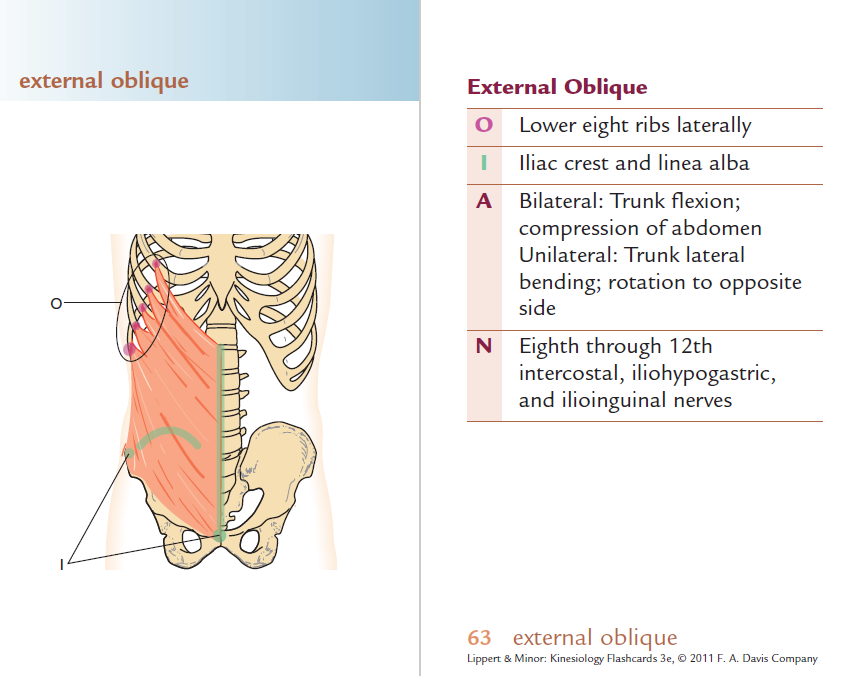 external oblique
O
I
External Oblique
O Lower eight ribs laterally
I Iliac crest and linea alba
A Bilateral: Trunk flexion;
compression of abdomen
Unilateral: Trunk lateral
bending; rotation to opposite
side
N Eighth through 12th
intercostal, iliohypogastric,
and ilioinguinal nerves
63 external oblique
Lippert & Minor: Kinesiology Flashcards 3e, © 2011 F. A. Davis Company